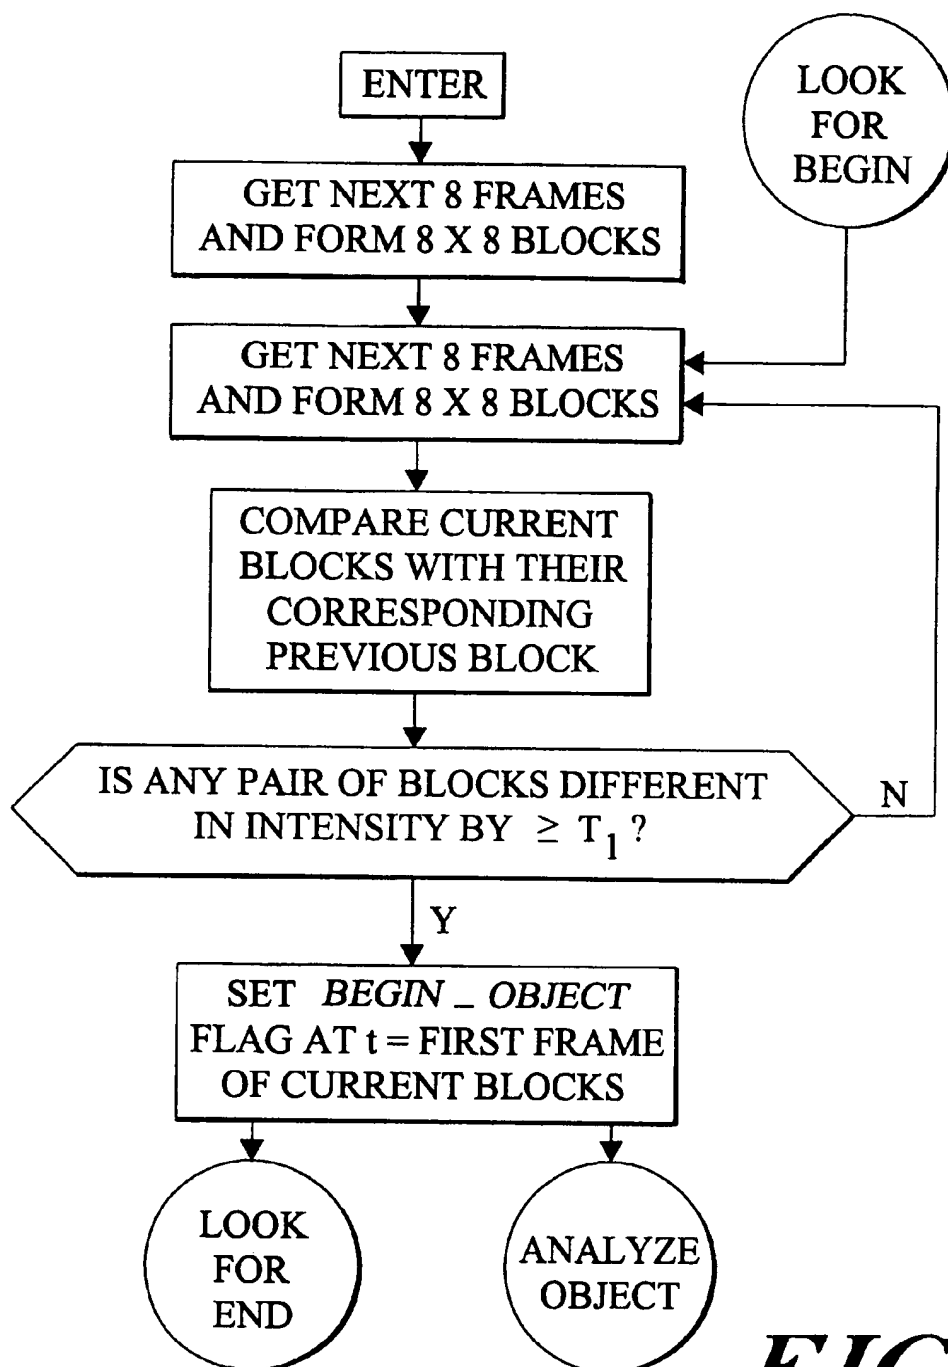 ENTER
LOOK
FOR
BEGIN
GET NEXT 8 FRAMES
AND FORM 8 X 8 BLOCKS
GET NEXT 8 FRAMES
AND FORM 8 X 8 BLOCKS
COMPARE CURRENT
BLOCKS WITH THEIR
CORRESPONDING
PREVIOUS BLOCK
IS ANY PAIR OF BLOCKS DIFFERENT
IN INTENSITY BY ≥ T₁ ?
N
Y
SET BEGIN _ OBJECT
FLAG AT t = FIRST FRAME
OF CURRENT BLOCKS
LOOK
FOR
END
ANALYZE
OBJECT